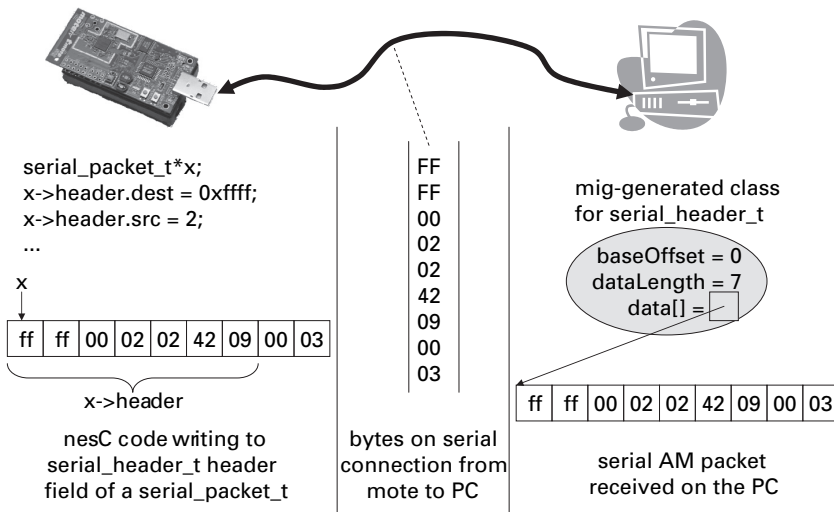 serial_packet_t*x;
x->header.dest = 0xffff;
x->header.src = 2;
...
x
ff ff 00 02 02 42 09 00 03
x->header
nesC code writing to
serial_header_t header
field of a serial_packet_t
FF
FF
00
02
02
42
09
00
03
bytes on serial
connection from
mote to PC
mig-generated class
for serial_header_t
baseOffset = 0
dataLength = 7
data[] =
ff ff 00 02 02 42 09 00 03
serial AM packet
received on the PC